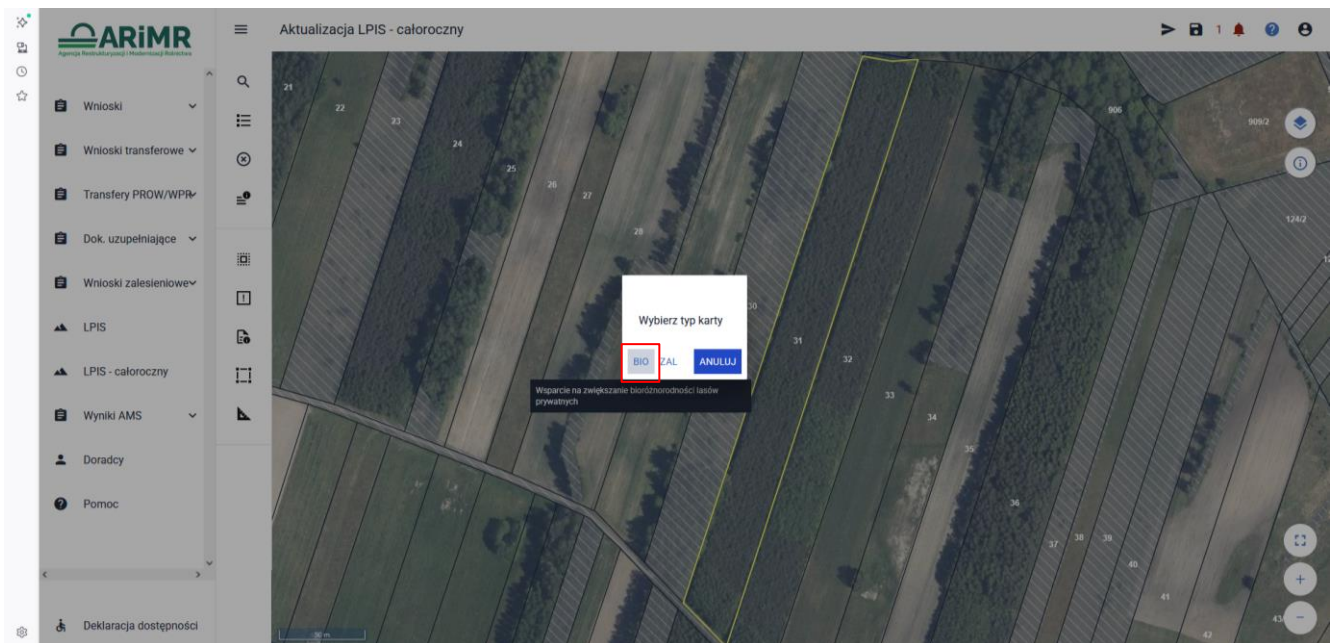 ARiMR
Agencja Restrukturyzacji i Modernizacji Rolnictwa
Aktualizacja LPIS - całoroczny
1
Wnioski
Wnioski transferowe
Transfery PROW/WPR
Dok. uzupełniające
Wnioski zalesieniowe
LPIS
LPIS - całoroczny
Wyniki AMS
Doradcy
Pomoc
Deklaracja dostępności
21
22
23
24
25
26
27
28
30
31
32
33
34
35
36
37
38
39
40
41
42
43
906
909/2
124/2
Wybierz typ karty
BIO ZAL ANULUJ
Wsparcie na zwiększanie bioróżnorodności lasów
prywatnych
30 m